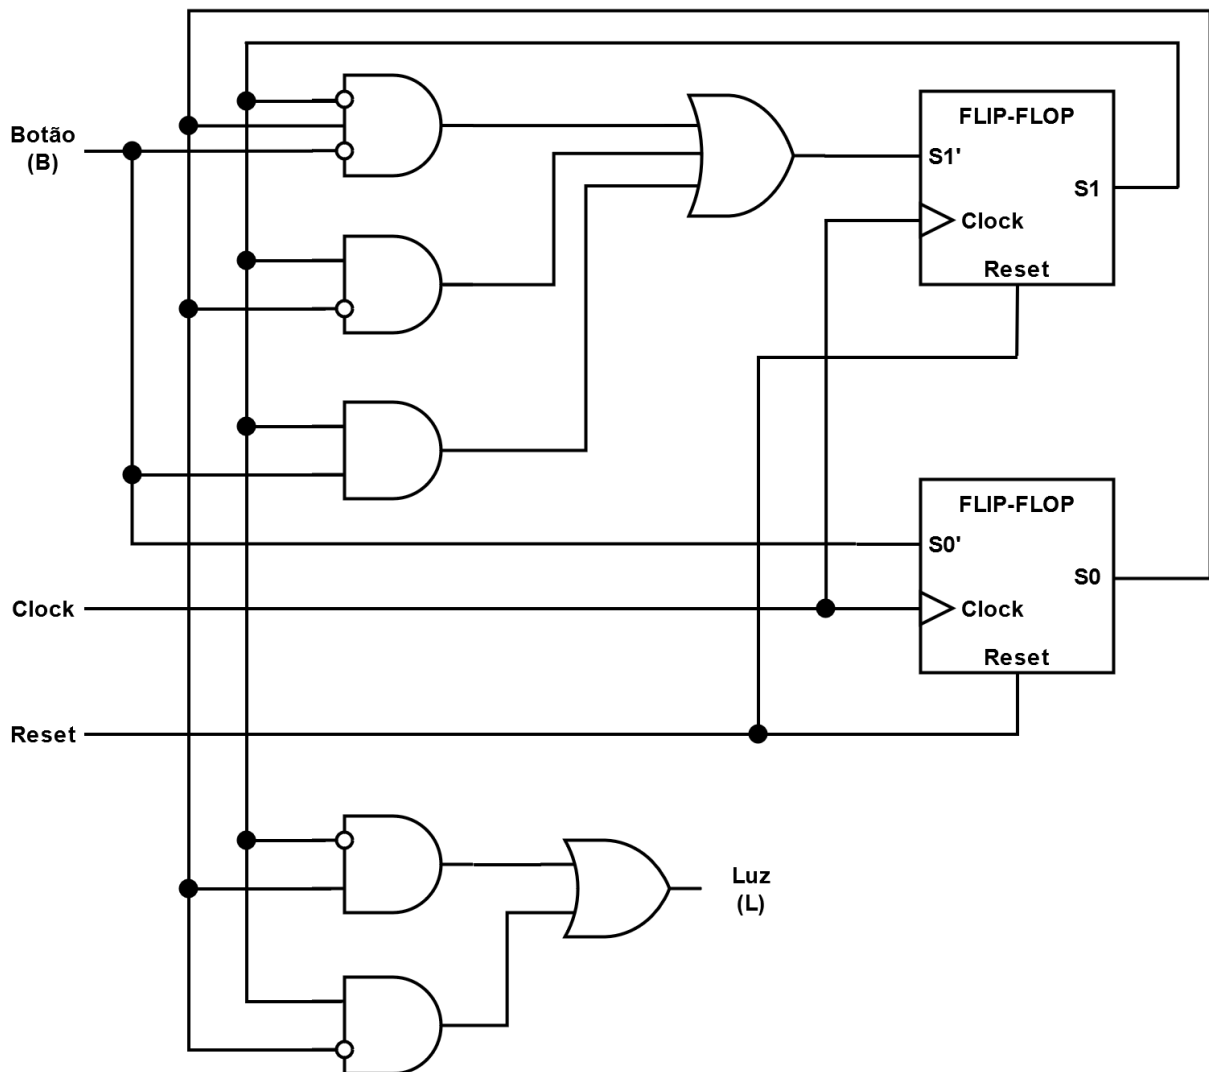 Botão
(B)
FLIP-FLOP
S1'
S1
Clock
Reset
FLIP-FLOP
S0'
S0
Clock
Clock
Reset
Reset
Luz
(L)